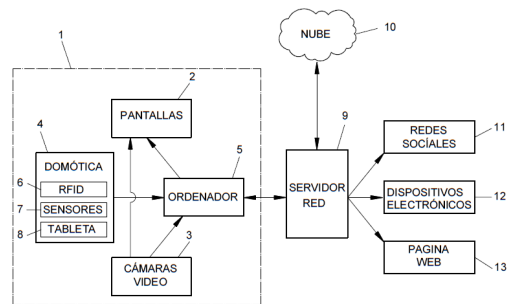 1
2
PANTALLAS
4
DOMÓTICA
6
RFID
7
SENSORES
8
TABLETA
5
ORDENADOR
3
CÁMARAS
VIDEO
NUBE
10
9
SERVIDOR
RED
REDES
SOCÍALES
11
DISPOSITIVOS
ELECTRÓNICOS
12
PAGINA
WEB
13